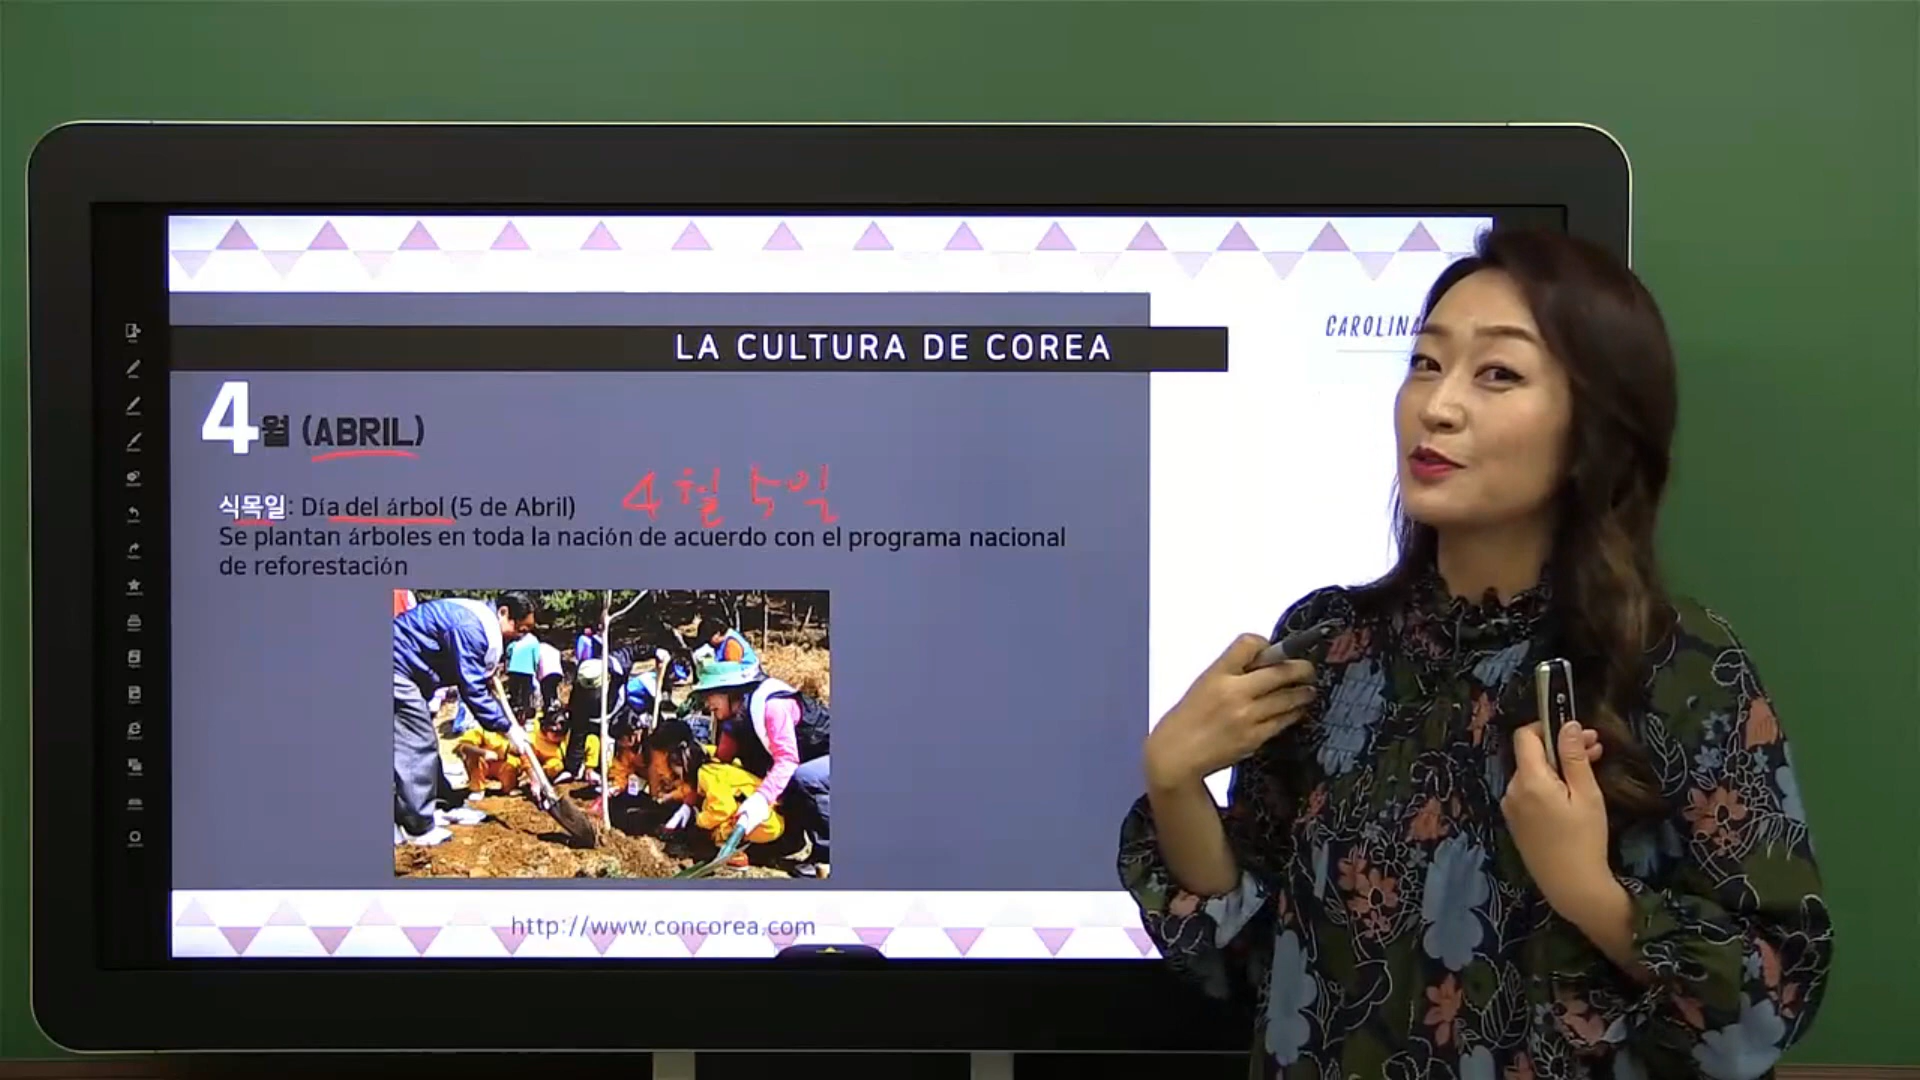 LA CULTURA DE COREA
CAROLINA
4월 (ABRIL)
4월 5일
식목일: Día del árbol (5 de Abril)
Se plantan árboles en toda la nación de acuerdo con el programa nacional
de reforestación
http://www.concorea.com